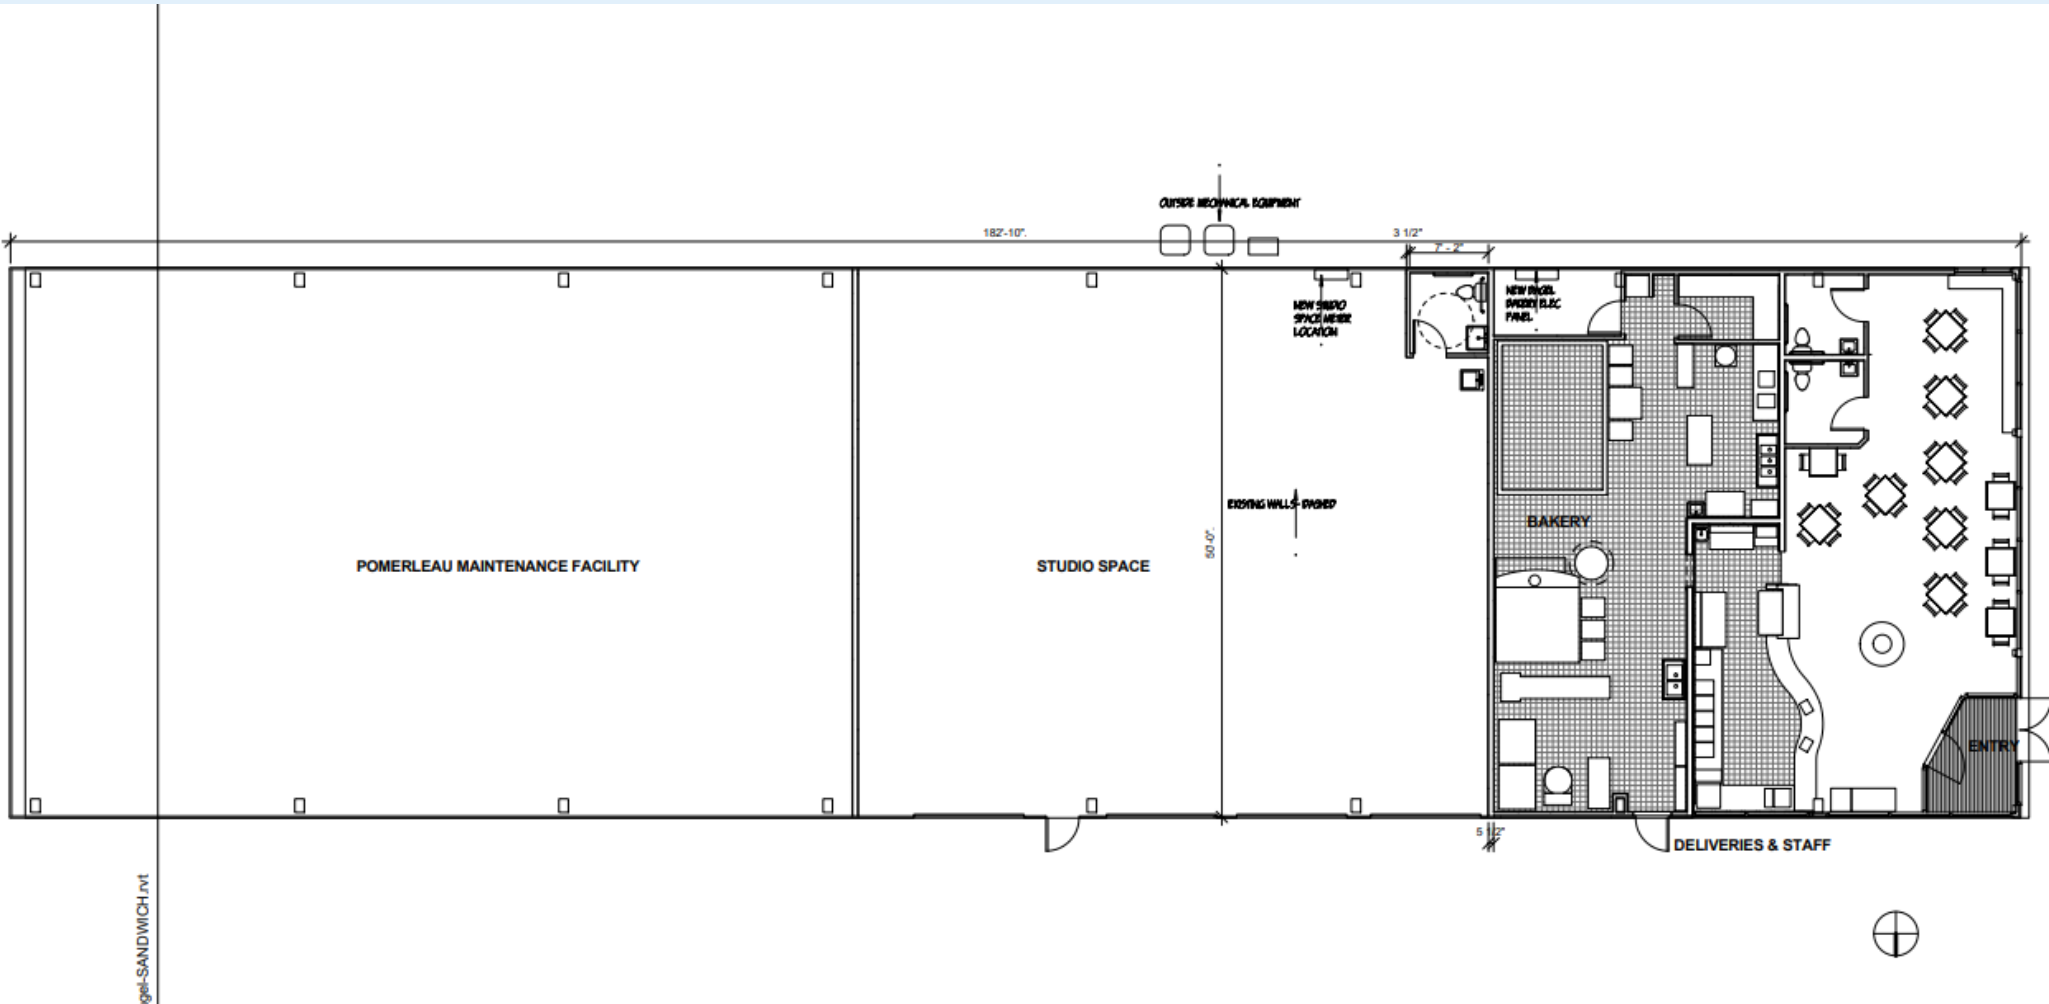 OUTSIDE MECHANICAL EQUIPMENT
182'-10".
3 1/2"
7' - 2"
NEW STUDIO
SPACE METER
LOCATION
NEW BAGEL
BAKERY ELEC
PANEL
EXISTING WALLS- DASHED
BAKERY
50'-0".
POMERLEAU MAINTENANCE FACILITY
STUDIO SPACE
ENTRY
5 1/2"
DELIVERIES & STAFF
gel-SANDWICH.rvt